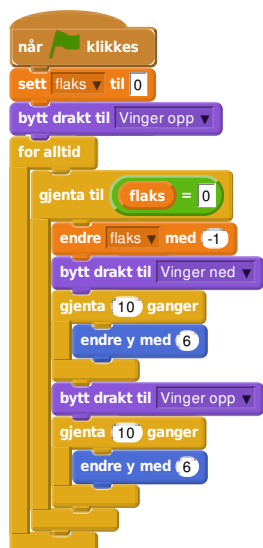 når klikkes
sett flaks ▼ til 0
bytt drakt til Vinger opp ▼
for alltid
gjenta til flaks = 0
endre flaks ▼ med -1
bytt drakt til Vinger ned ▼
gjenta 10 ganger
endre y med 6
bytt drakt til Vinger opp ▼
gjenta 10 ganger
endre y med 6